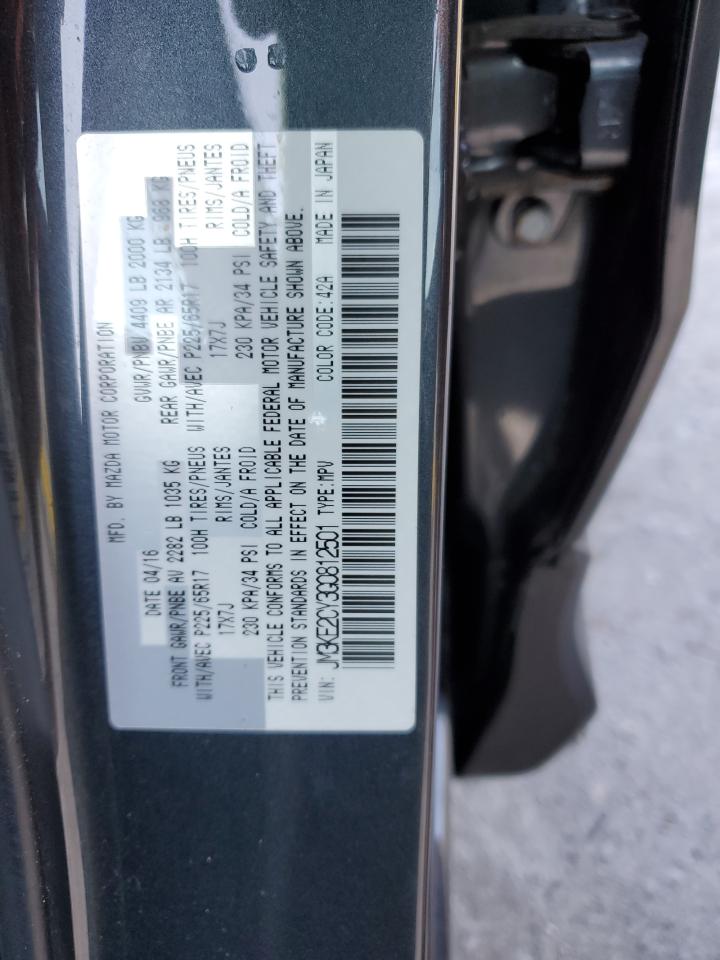 MFD. BY MAZDA MOTOR CORPORATION
DATE 04/16 GVWR/PNBV 4409 LB 2000 KG
FRONT GAWR/PNBE AV 2282 LB 1035 KG REAR GAWR/PNBE AR 2134 LB 968 KG
WITH/AVEC P225/65R17 100H TIRES/PNEUS WITH/AVEC P225/65R17 100H TIRES/PNEUS
17X7J RIMS/JANTES 17X7J RIMS/JANTES
230 KPA/34 PSI COLD/A FROID 230 KPA/34 PSI COLD/A FROID
THIS VEHICLE CONFORMS TO ALL APPLICABLE FEDERAL MOTOR VEHICLE SAFETY AND THEFT
PREVENTION STANDARDS IN EFFECT ON THE DATE OF MANUFACTURE SHOWN ABOVE.
VIN: JM3KE2CY3G0812501 TYPE:MPV COLOR CODE:42A MADE IN JAPAN